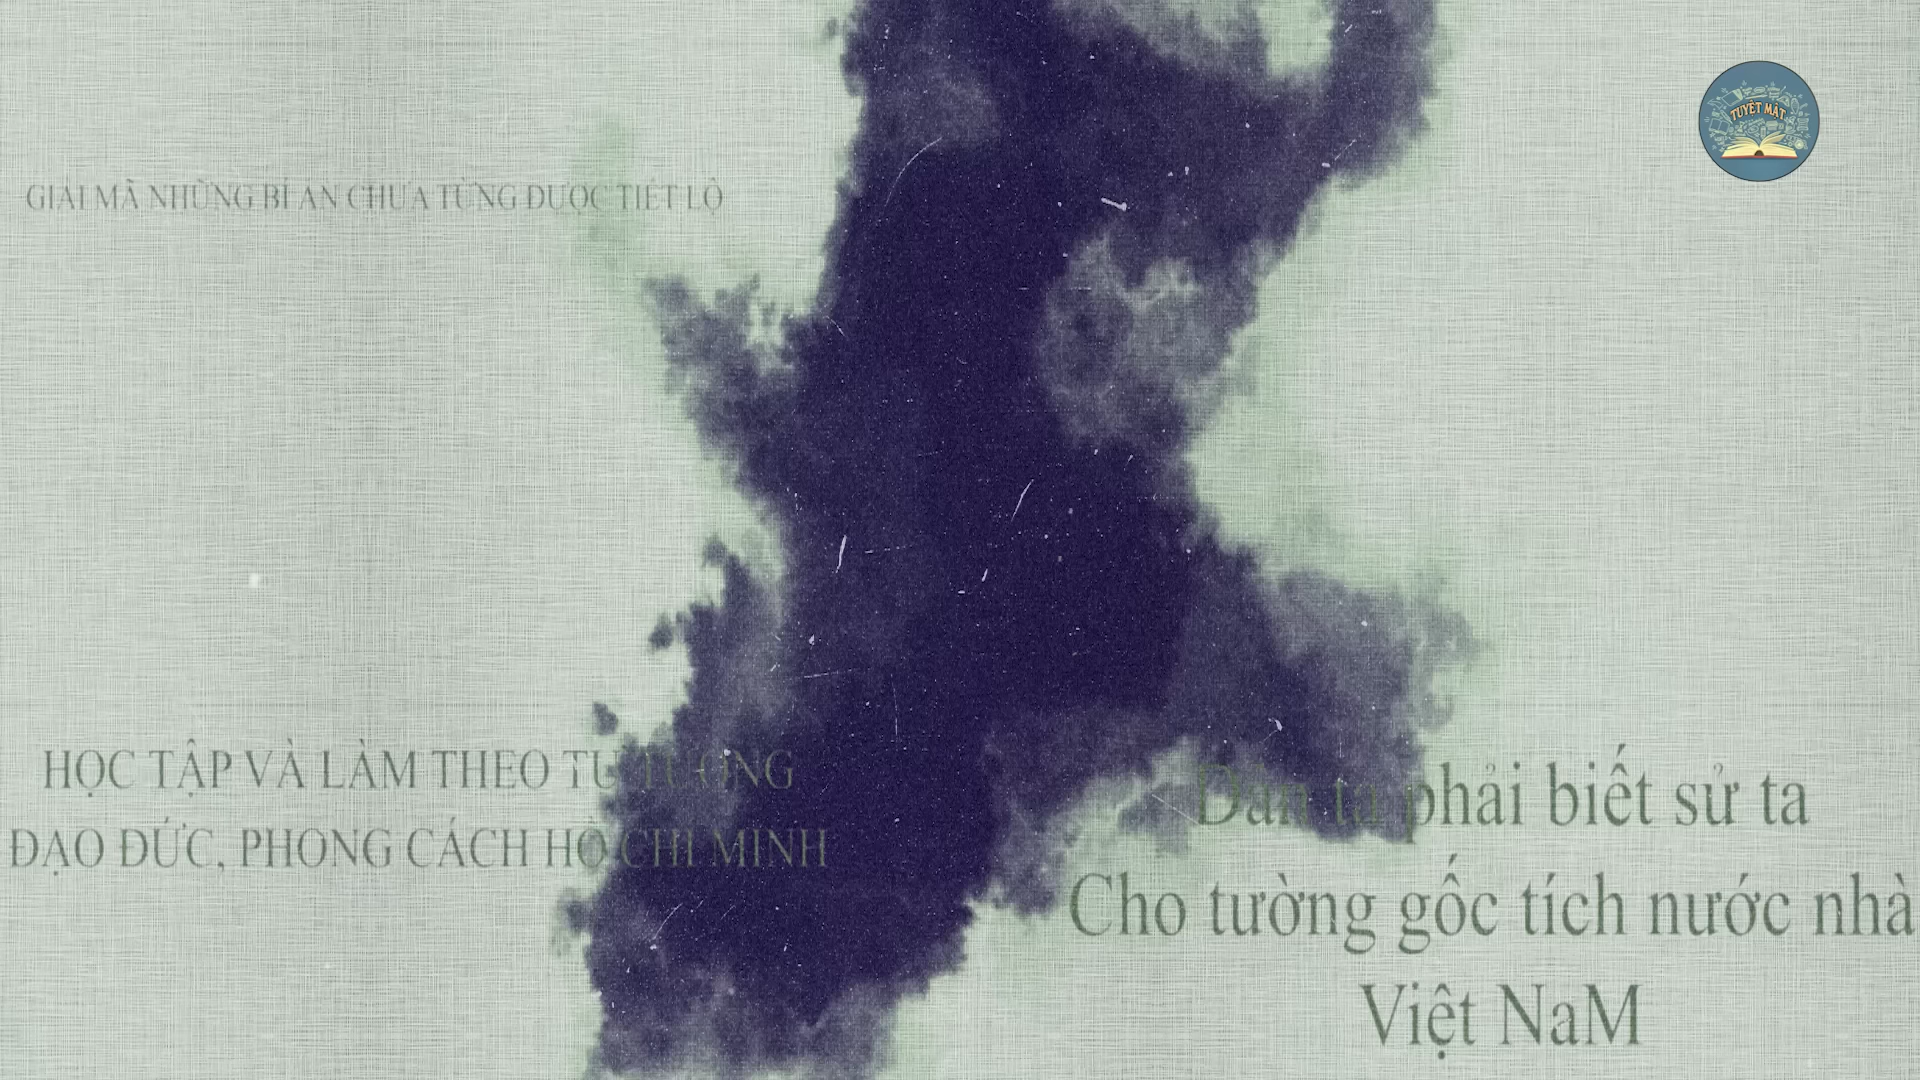 TUYỆT MẬT
GIẢI MÃ NHỮNG BÍ ẨN CHƯA TỪNG ĐƯỢC TIẾT LỘ
HỌC TẬP VÀ LÀM THEO TƯ TƯỞNG
ĐẠO ĐỨC, PHONG CÁCH HỒ CHÍ MINH
Dân ta phải biết sử ta
Cho tường gốc tích nước nhà
Việt NaM